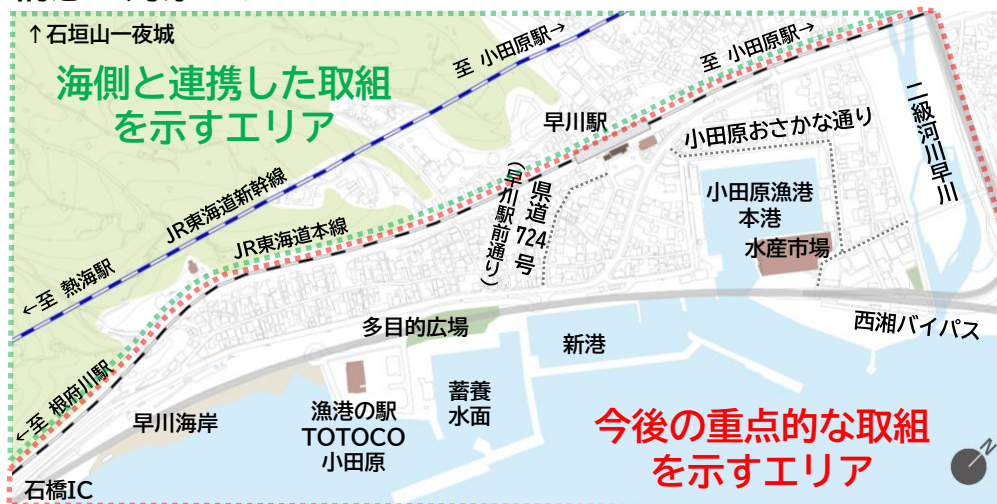 ↑石垣山一夜城
海側と連携した取組
を示すエリア
至 小田原駅→
至 小田原駅→
早川駅
小田原おさかな通り
二級河川早川
小田原漁港
本港
水産市場
県道724号
(早川駅前通り)
JR東海道新幹線
JR東海道本線
←至 熱海駅
←至 根府川駅
多目的広場
新港
西湘バイパス
早川海岸
漁港の駅
TOTOCO
小田原
蓄養
水面
今後の重点的な取組
を示すエリア
石橋IC
N